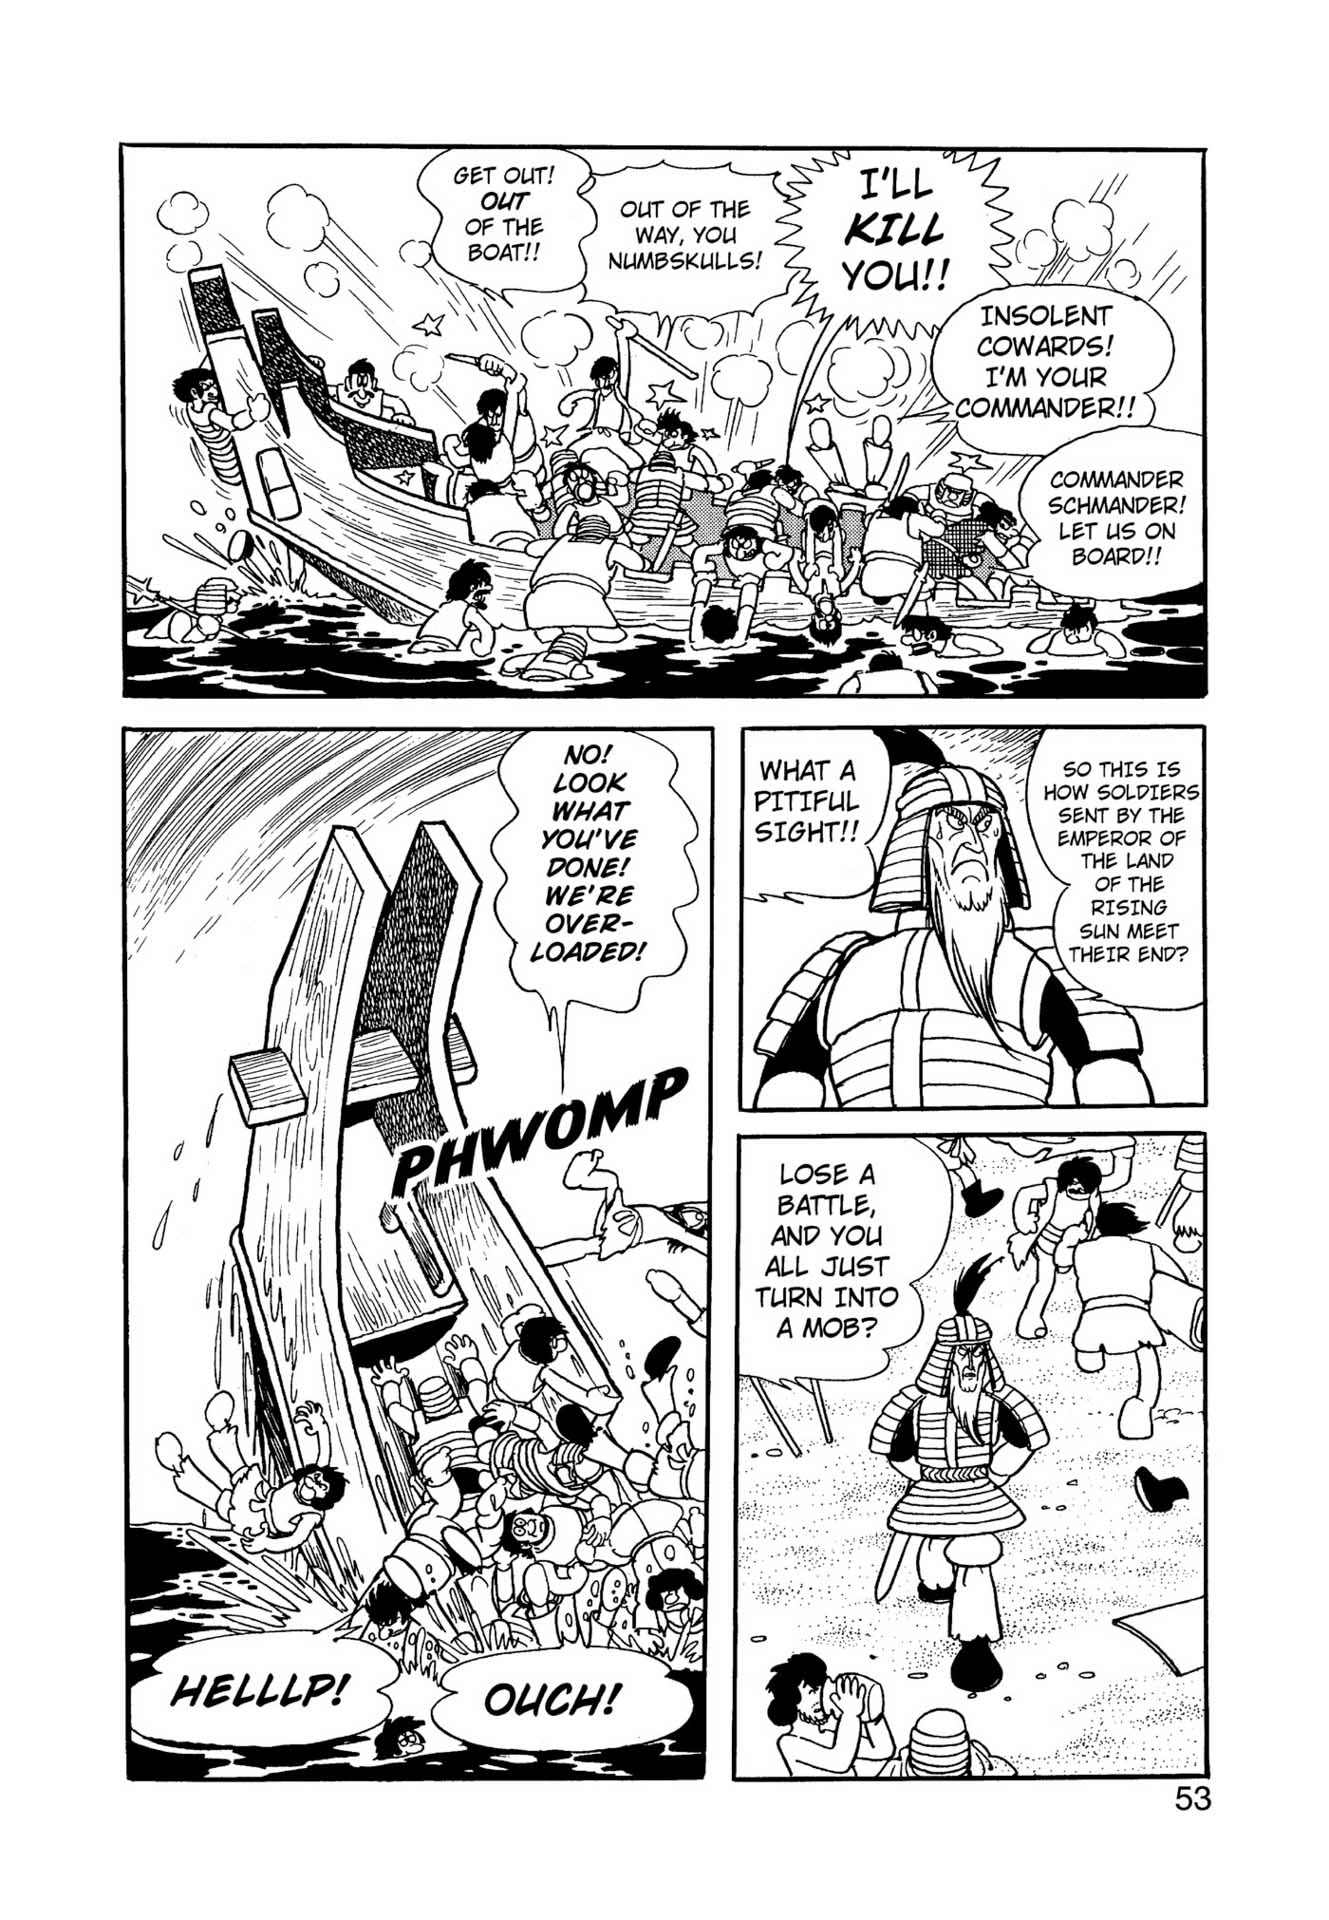 GET OUT!
OUT
OF THE
BOAT!!
OUT OF THE
WAY, YOU
NUMBSKULLS!
I'LL
KILL
YOU!!
INSOLENT
COWARDS!
I'M YOUR
COMMANDER!!
COMMANDER
SCHMANDER!
LET US ON
BOARD!!
NO!
LOOK
WHAT
YOU'VE
DONE!
WE'RE
OVER-
LOADED!
PHWOMP
HELLLP!
OUCH!
WHAT A
PITIFUL
SIGHT!!
SO THIS IS
HOW SOLDIERS
SENT BY THE
EMPEROR OF
THE LAND
OF THE
RISING
SUN MEET
THEIR END?
LOSE A
BATTLE,
AND YOU
ALL JUST
TURN INTO
A MOB?
53